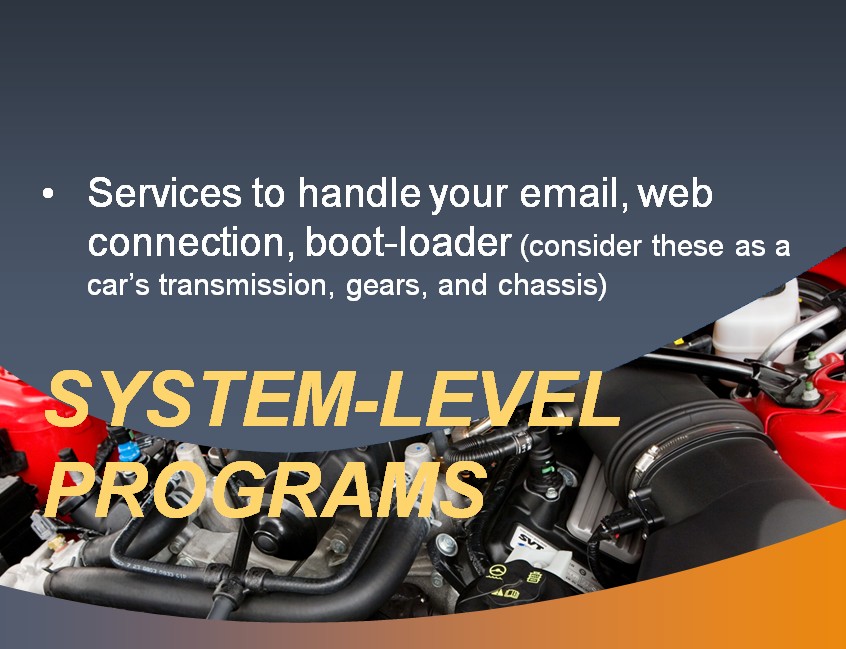 • Services to handle your email, web
connection, boot-loader (consider these as a
car’s transmission, gears, and chassis)
SYSTEM-LEVEL
PROGRAMS
SVT